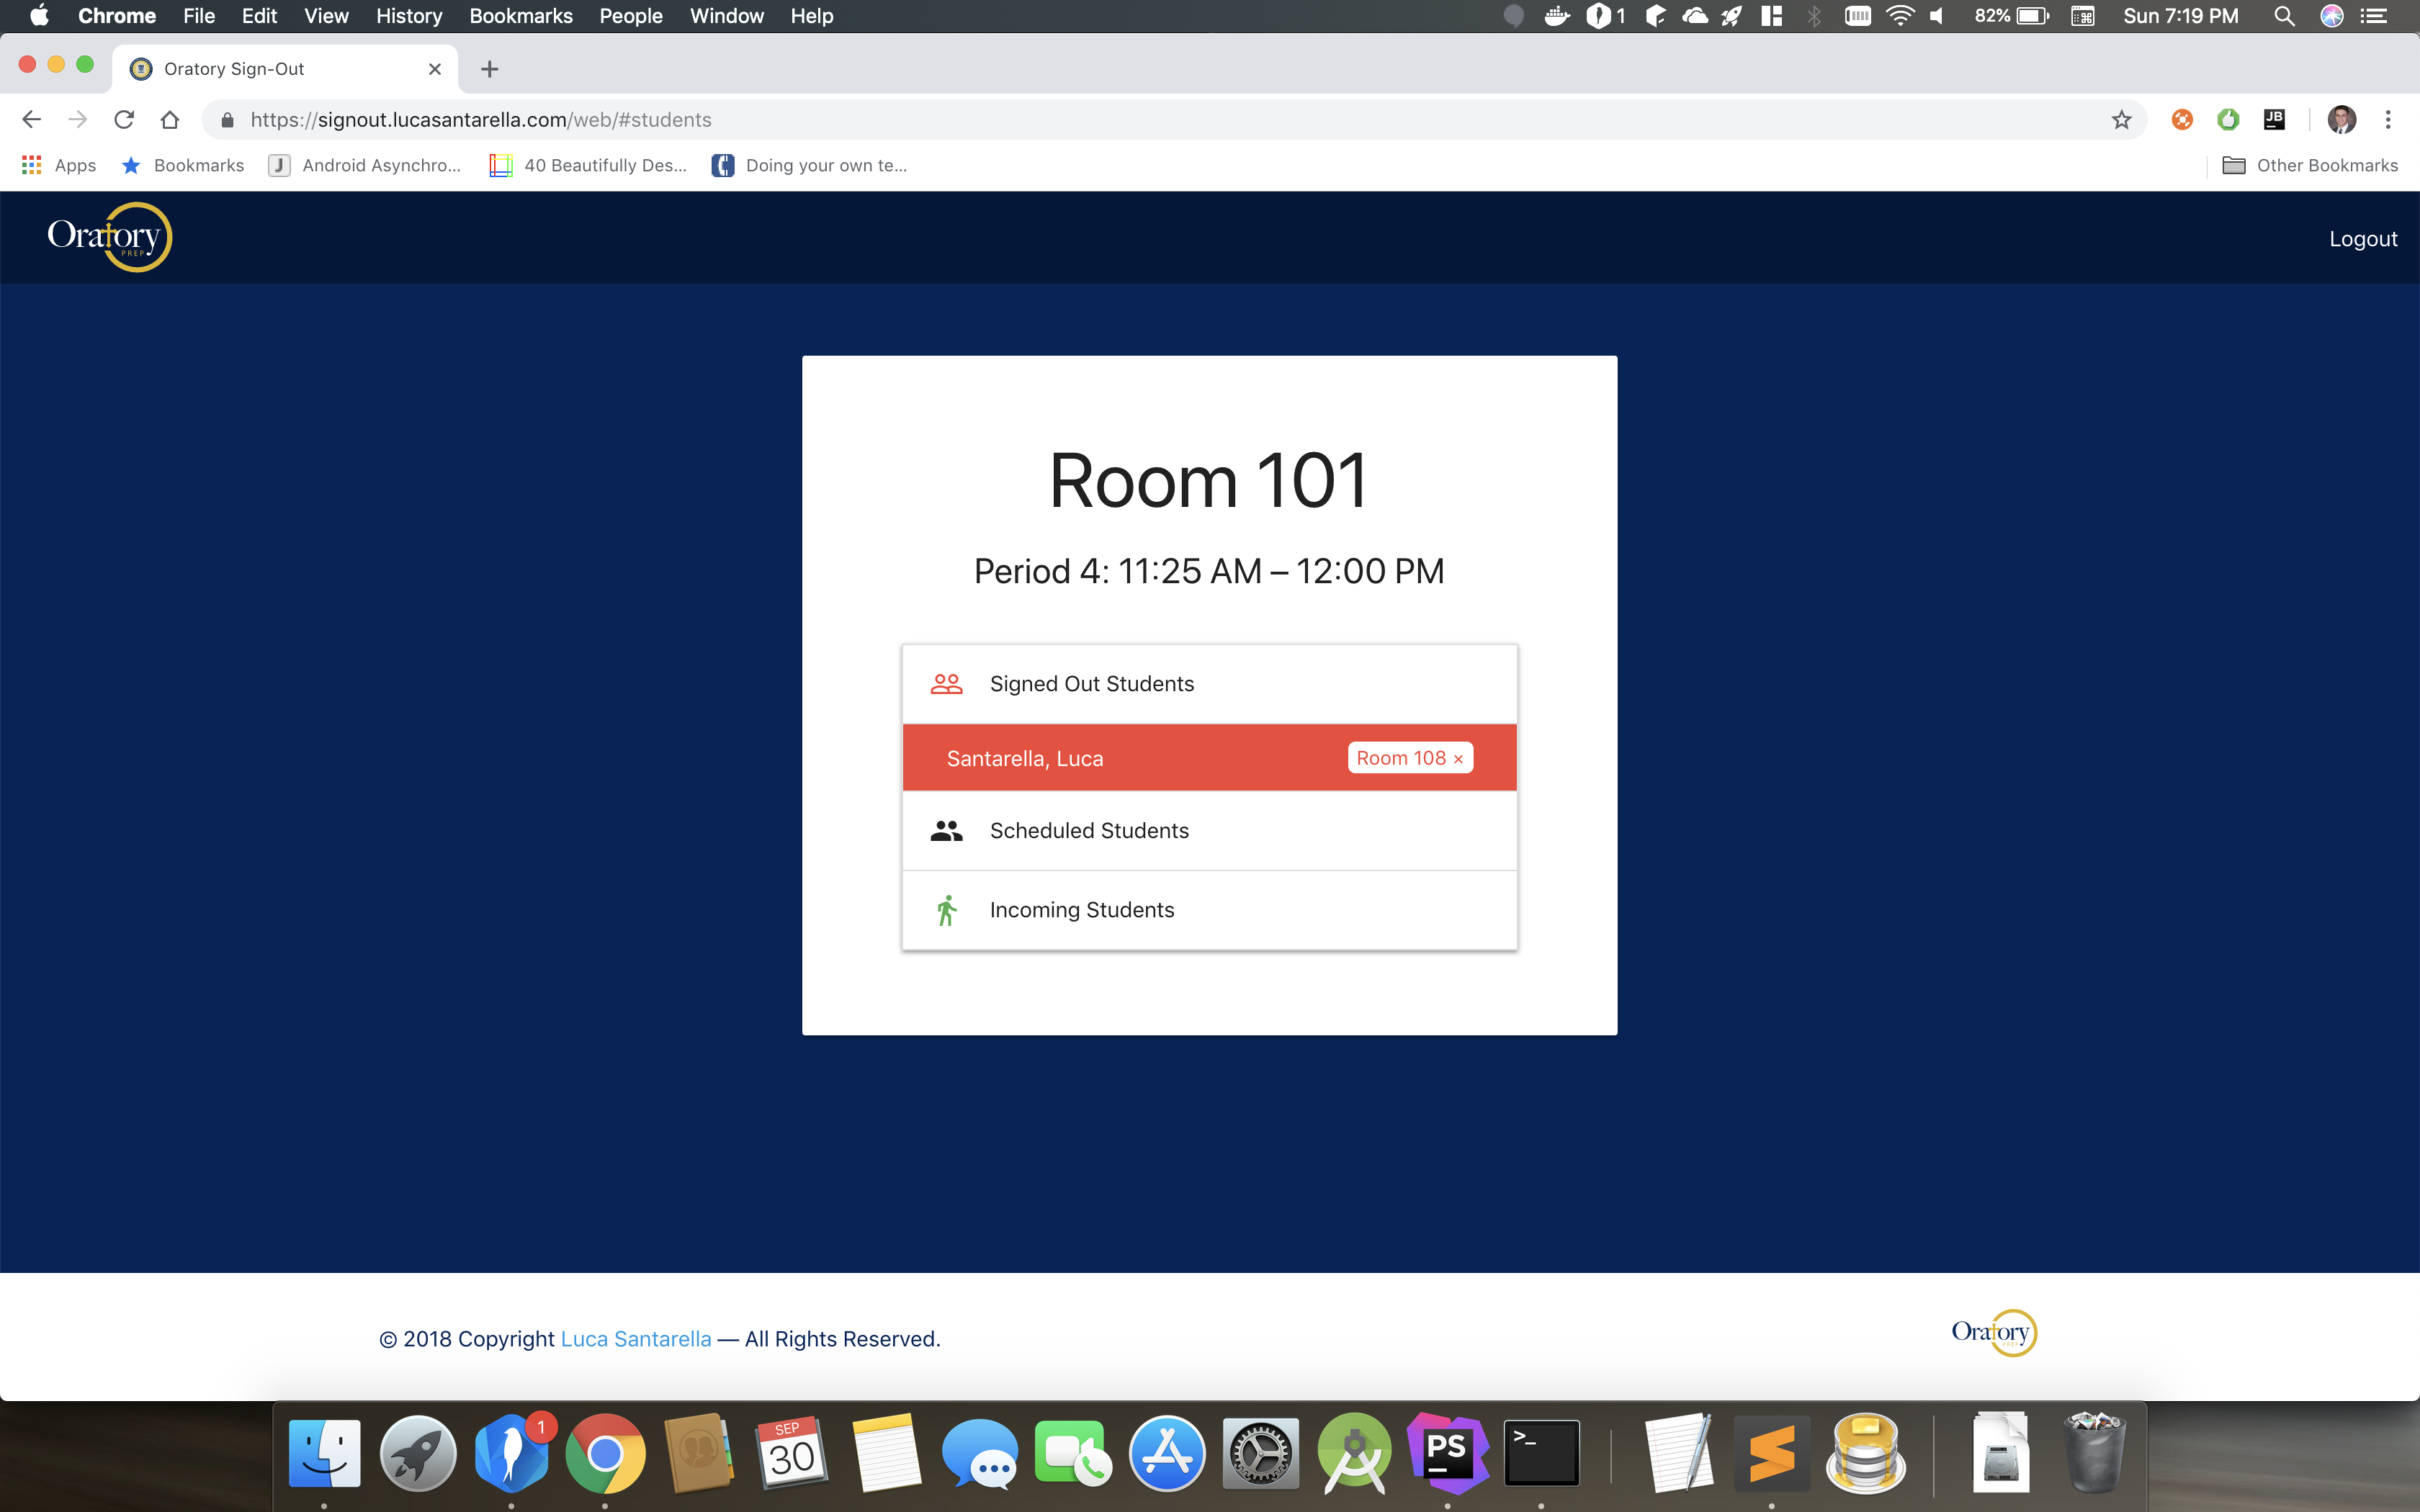 Chrome File Edit View History Bookmarks People Window Help 1 82% Sun 7:19 PM
Oratory Sign-Out
https://signout.lucasantarella.com/web/#students JB
Apps Bookmarks J Android Asynchro... 40 Beautifully Des... Doing your own te... Other Bookmarks
Oratory
PREP
Logout
Room 101
Period 4: 11:25 AM – 12:00 PM
Signed Out Students
Santarella, Luca Room 108 ×
Scheduled Students
Incoming Students
© 2018 Copyright Luca Santarella — All Rights Reserved.
Oratory
PREP
1
SEP
30
PS
>_